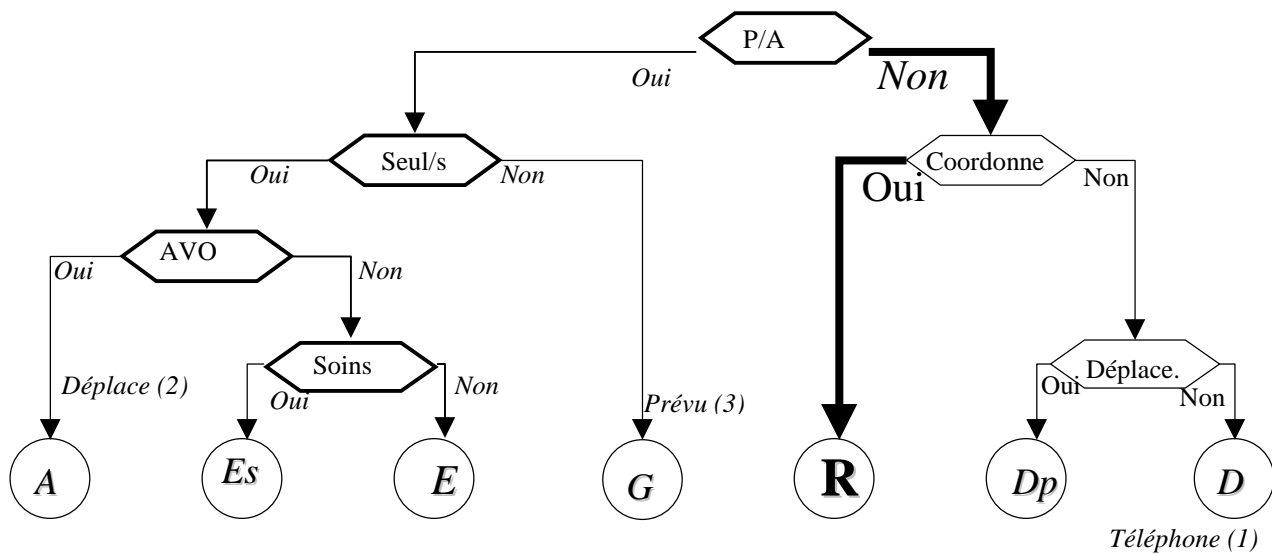 P/A
Oui
Non
Seul/s
Coordonne
Oui
Non
Oui
Non
AVO
Oui
Non
Soins
Déplace.
Déplace (2)
Oui
Non
Prévu (3)
Oui
Non
A
Es
E
G
R
Dp
D
Téléphone (1)